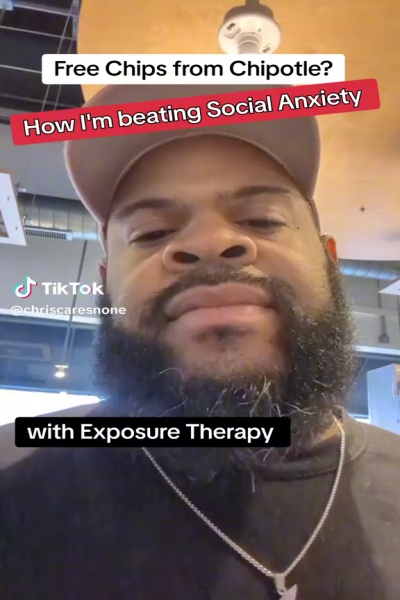 Free Chips from Chipotle?
How I'm beating Social Anxiety
TikTok
@chriscaresnone
with Exposure Therapy